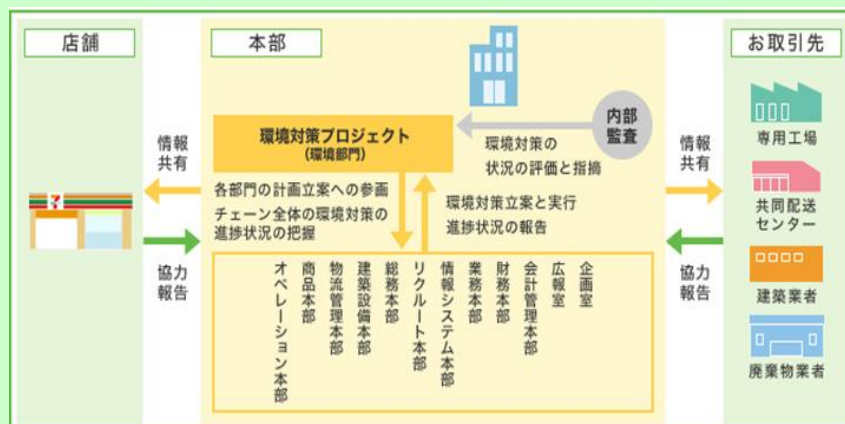 店舗
本部
お取引先
情報
共有
協力
報告
環境対策プロジェクト
(環境部門)
内部
監査
環境対策の
状況の評価と指摘
各部門の計画立案への参画
チェーン全体の環境対策の
進捗状況の把握
環境対策立案と実行
進捗状況の報告
オペレーション本部
商品本部
物流管理本部
建築設備本部
総務本部
リクルート本部
情報システム本部
業務本部
財務本部
会計管理本部
広報室
企画室
情報
共有
協力
報告
専用工場
共同配送
センター
建築業者
廃棄物業者